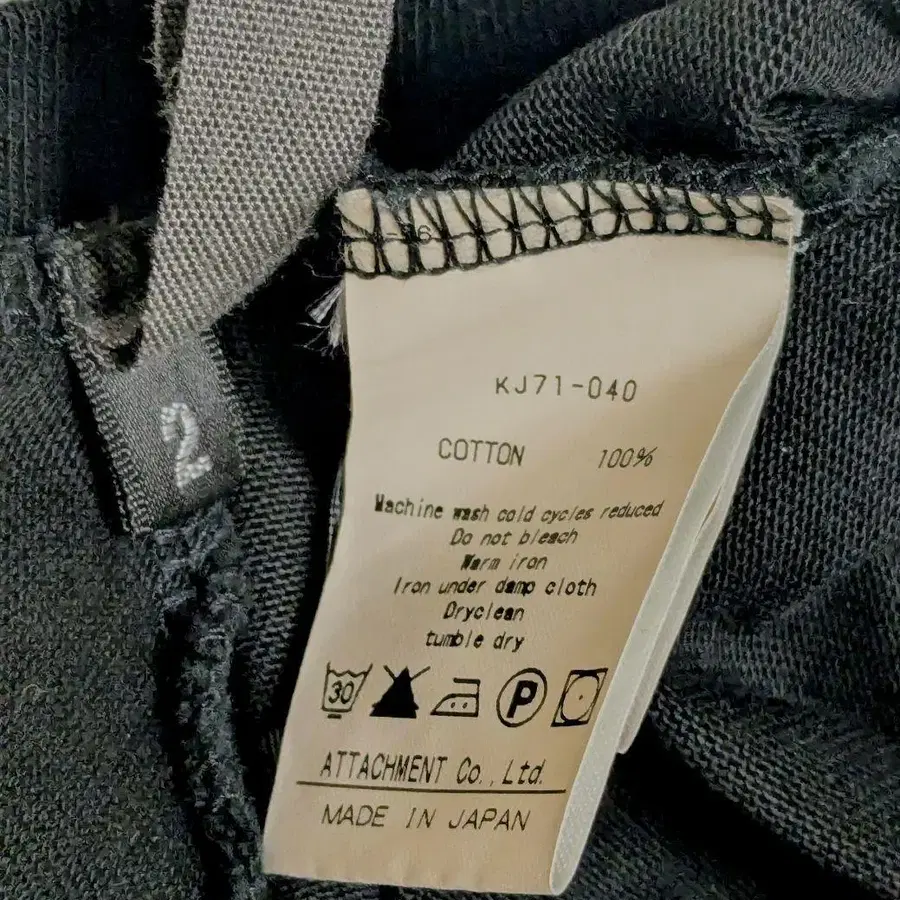 2
KJ71-040
COTTON 100%
Machine wash cold cycles reduced
Do not bleach
Warm iron
Iron under damp cloth
Dryclean
tumble dry
30 P
ATTACHMENT Co., Ltd.
MADE IN JAPAN